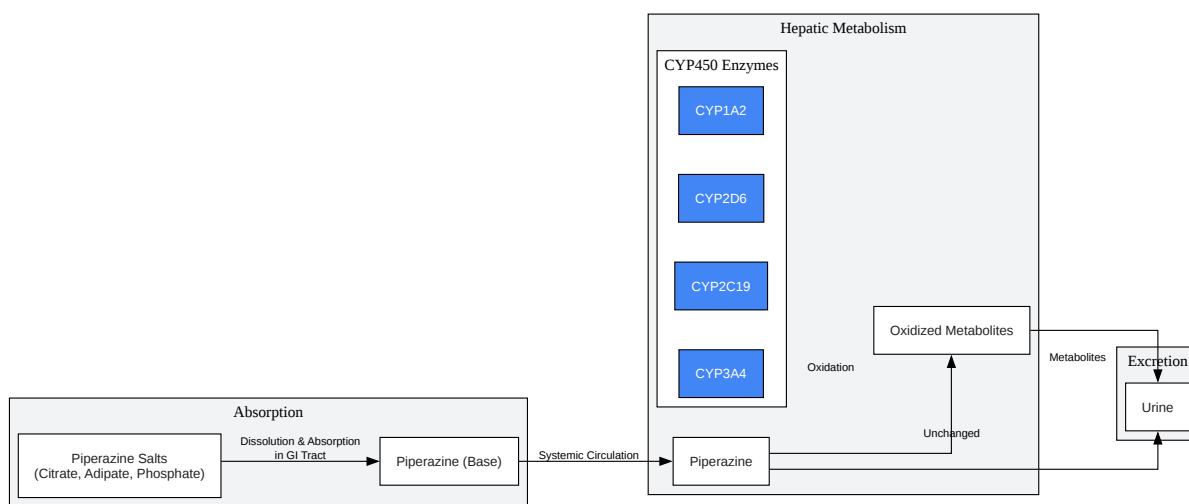 Hepatic Metabolism
CYP450 Enzymes
CYP1A2
CYP2D6
CYP2C19
CYP3A4
Oxidized Metabolites
Oxidation
Metabolites
Excretion
Urine
Unchanged
Absorption
Piperazine Salts
(Citrate, Adipate, Phosphate)
Dissolution & Absorption
in GI Tract
Piperazine (Base)
Systemic Circulation
Piperazine